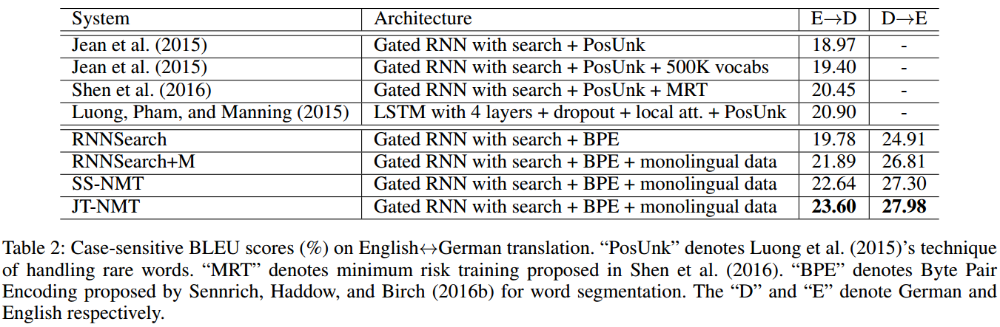 System Architecture E→D D→E
Jean et al. (2015) Gated RNN with search + PosUnk 18.97 -
Jean et al. (2015) Gated RNN with search + PosUnk + 500K vocabs 19.40 -
Shen et al. (2016) Gated RNN with search + PosUnk + MRT 20.45 -
Luong, Pham, and Manning (2015) LSTM with 4 layers + dropout + local att. + PosUnk 20.90 -
RNNSearch Gated RNN with search + BPE 19.78 24.91
RNNSearch+M Gated RNN with search + BPE + monolingual data 21.89 26.81
SS-NMT Gated RNN with search + BPE + monolingual data 22.64 27.30
JT-NMT Gated RNN with search + BPE + monolingual data 23.60 27.98
Table 2: Case-sensitive BLEU scores (%) on English↔German translation. “PosUnk” denotes Luong et al. (2015)’s technique
of handling rare words. “MRT” denotes minimum risk training proposed in Shen et al. (2016). “BPE” denotes Byte Pair
Encoding proposed by Sennrich, Haddow, and Birch (2016b) for word segmentation. The “D” and “E” denote German and
English respectively.